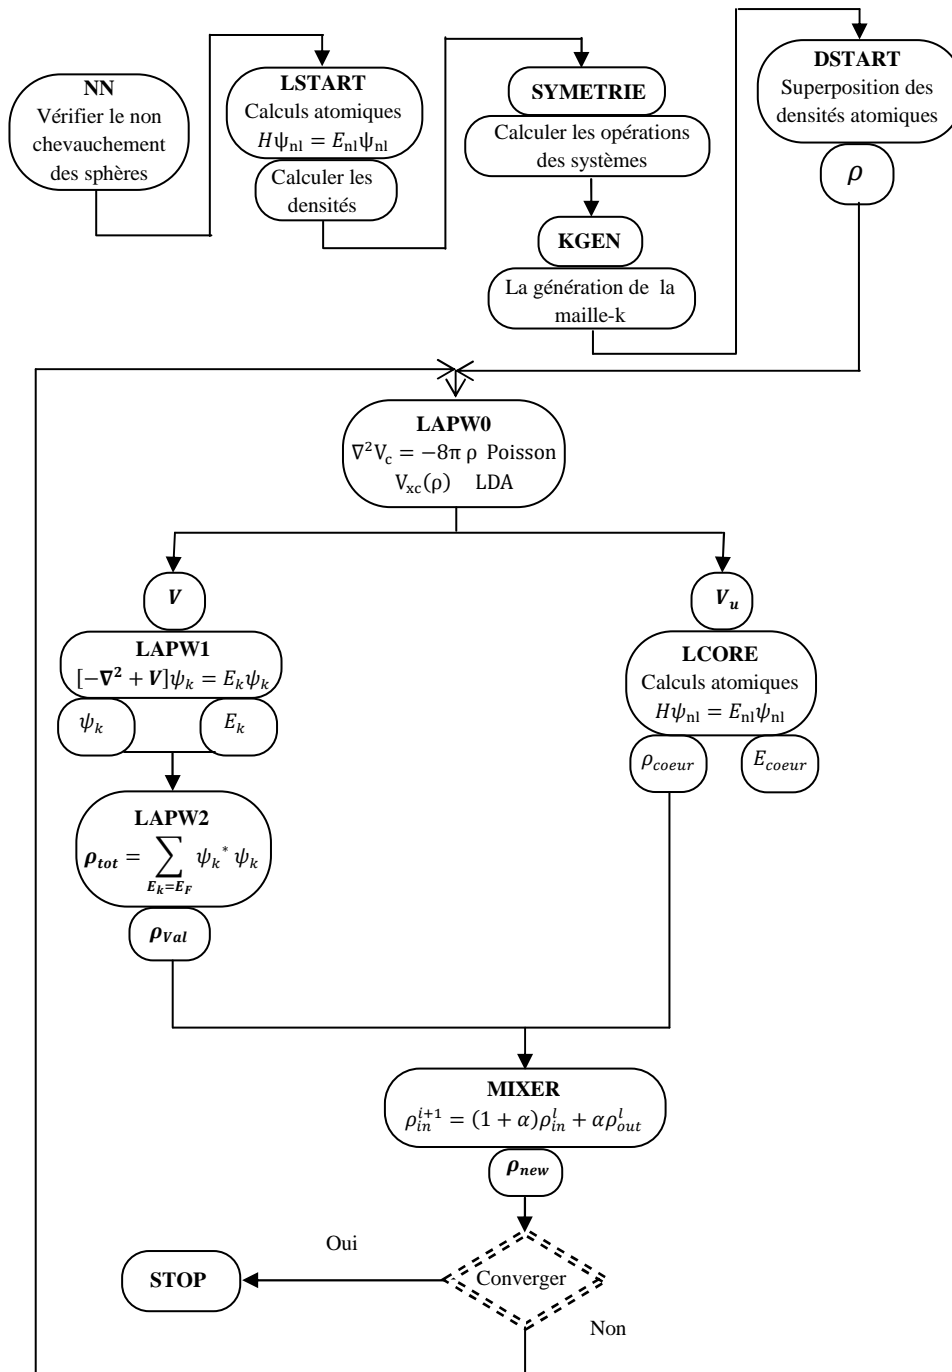 NN
Vérifier le non
chevauchement
des sphères
LSTART
Calculs atomiques
Hψnl = Enlψnl
Calculer les
densités
SYMETRIE
Calculer les opérations
des systèmes
KGEN
La génération de la
maille-k
DSTART
Superposition des
densités atomiques
ρ
LAPW0
∇²Vc = −8π ρ Poisson
Vxc(ρ) LDA
V
LAPW1
[−∇² + V]ψk = Ekψk
ψk
Ek
LAPW2
ρtot = ∑ ψk* ψk
Ek=EF
ρVal
Vu
LCORE
Calculs atomiques
Hψnl = Enlψnl
ρcoeur
Ecoeur
MIXER
ρin^{i+1} = (1 + α)ρin^l + αρout^l
ρnew
Converger
Oui
STOP
Non